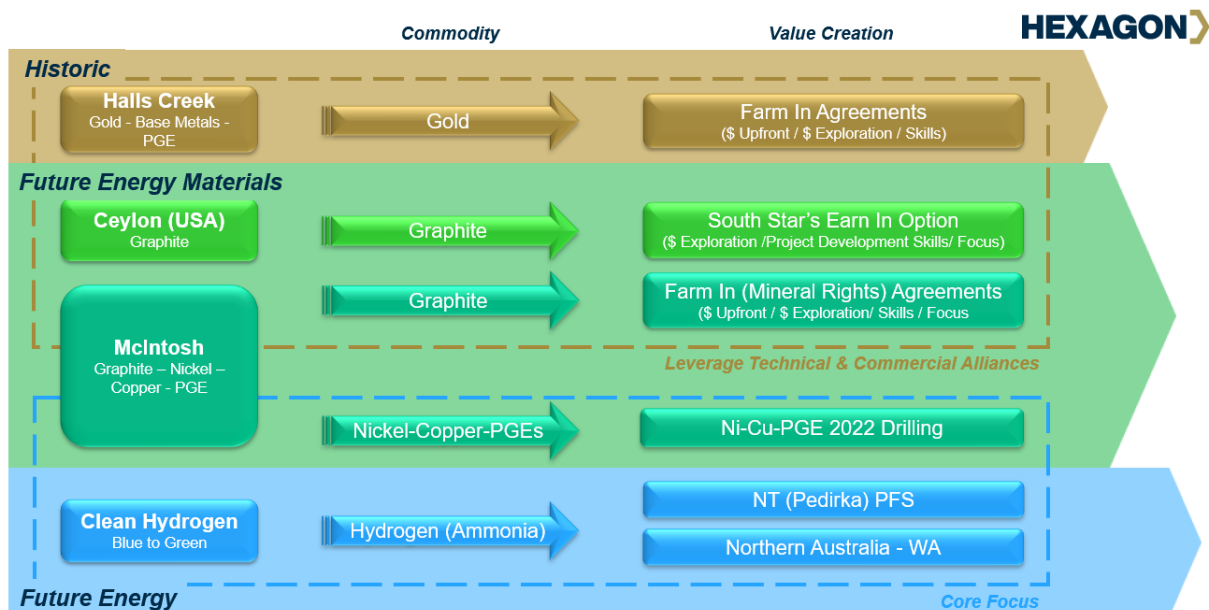 Commodity
Value Creation
HEXAGON
Historic
Halls Creek
Gold - Base Metals -
PGE
Gold
Farm In Agreements
($ Upfront / $ Exploration / Skills)
Future Energy Materials
Ceylon (USA)
Graphite
Graphite
South Star's Earn In Option
($ Exploration /Project Development Skills/ Focus)
McIntosh
Graphite – Nickel –
Copper - PGE
Graphite
Farm In (Mineral Rights) Agreements
($ Upfront / $ Exploration/ Skills / Focus
Leverage Technical & Commercial Alliances
Nickel-Copper-PGEs
Ni-Cu-PGE 2022 Drilling
Clean Hydrogen
Blue to Green
Hydrogen (Ammonia)
NT (Pedirka) PFS
Northern Australia - WA
Future Energy
Core Focus